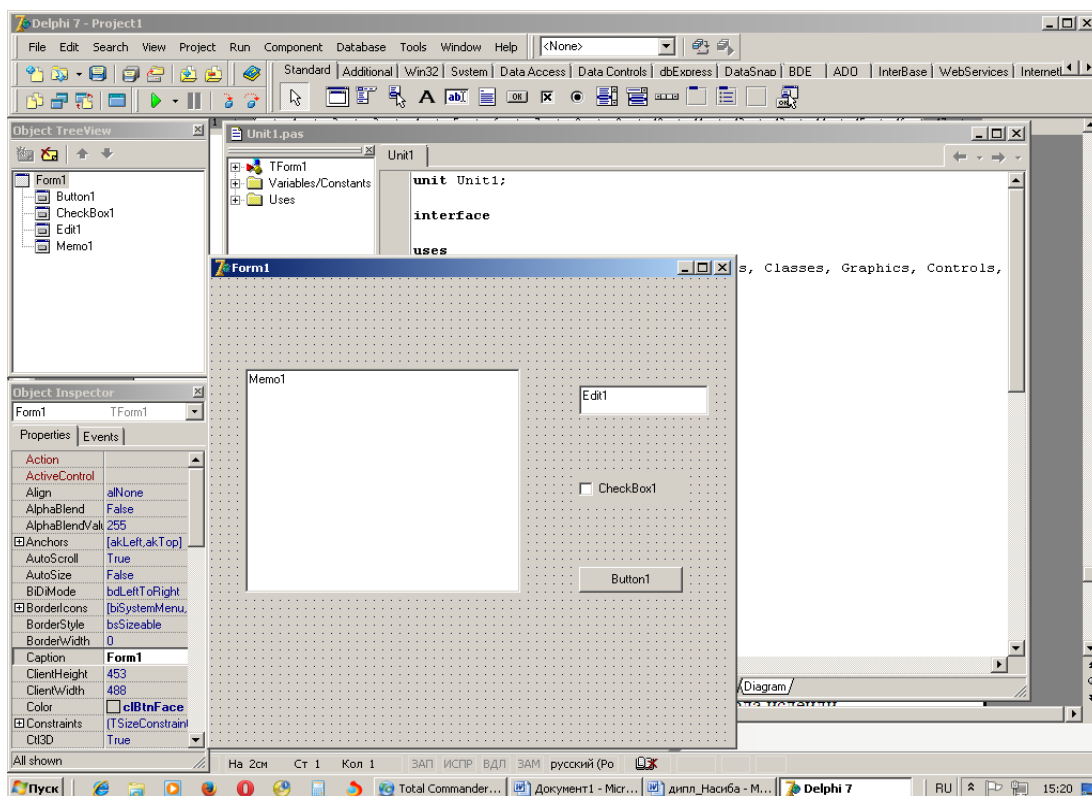 Delphi 7 - Project1
File Edit Search View Project Run Component Database Tools Window Help <None>
Standard Additional Win32 System Data Access Data Controls dbExpress DataSnap BDE ADO InterBase WebServices
Object TreeView
Form1
Button1
CheckBox1
Edit1
Memo1
Unit1.pas
TForm1
Variables/Constants
Uses
Unit1
unit Unit1;
interface
uses
s, Classes, Graphics, Controls,
Form1
Memo1
Edit1
CheckBox1
Button1
Diagram
Object Inspector
Form1 TForm1
Properties Events
Action
ActiveControl
Align alNone
AlphaBlend False
AlphaBlendValu 255
Anchors [akLeft,akTop]
AutoScroll True
AutoSize False
BiDiMode bdLeftToRight
BorderIcons [biSystemMenu,
BorderStyle bsSizeable
BorderWidth 0
Caption Form1
ClientHeight 453
ClientWidth 488
Color clBtnFace
Constraints (TSizeConstraint
Ctl3D True
All shown
На 2см Ст 1 Кол 1 ЗАП ИСПР ВДЛ ЗАМ русский (Ро
Пуск Total Commander... Документ1 - Micr... дипл_Насиба - M... Delphi 7 RU 15:20